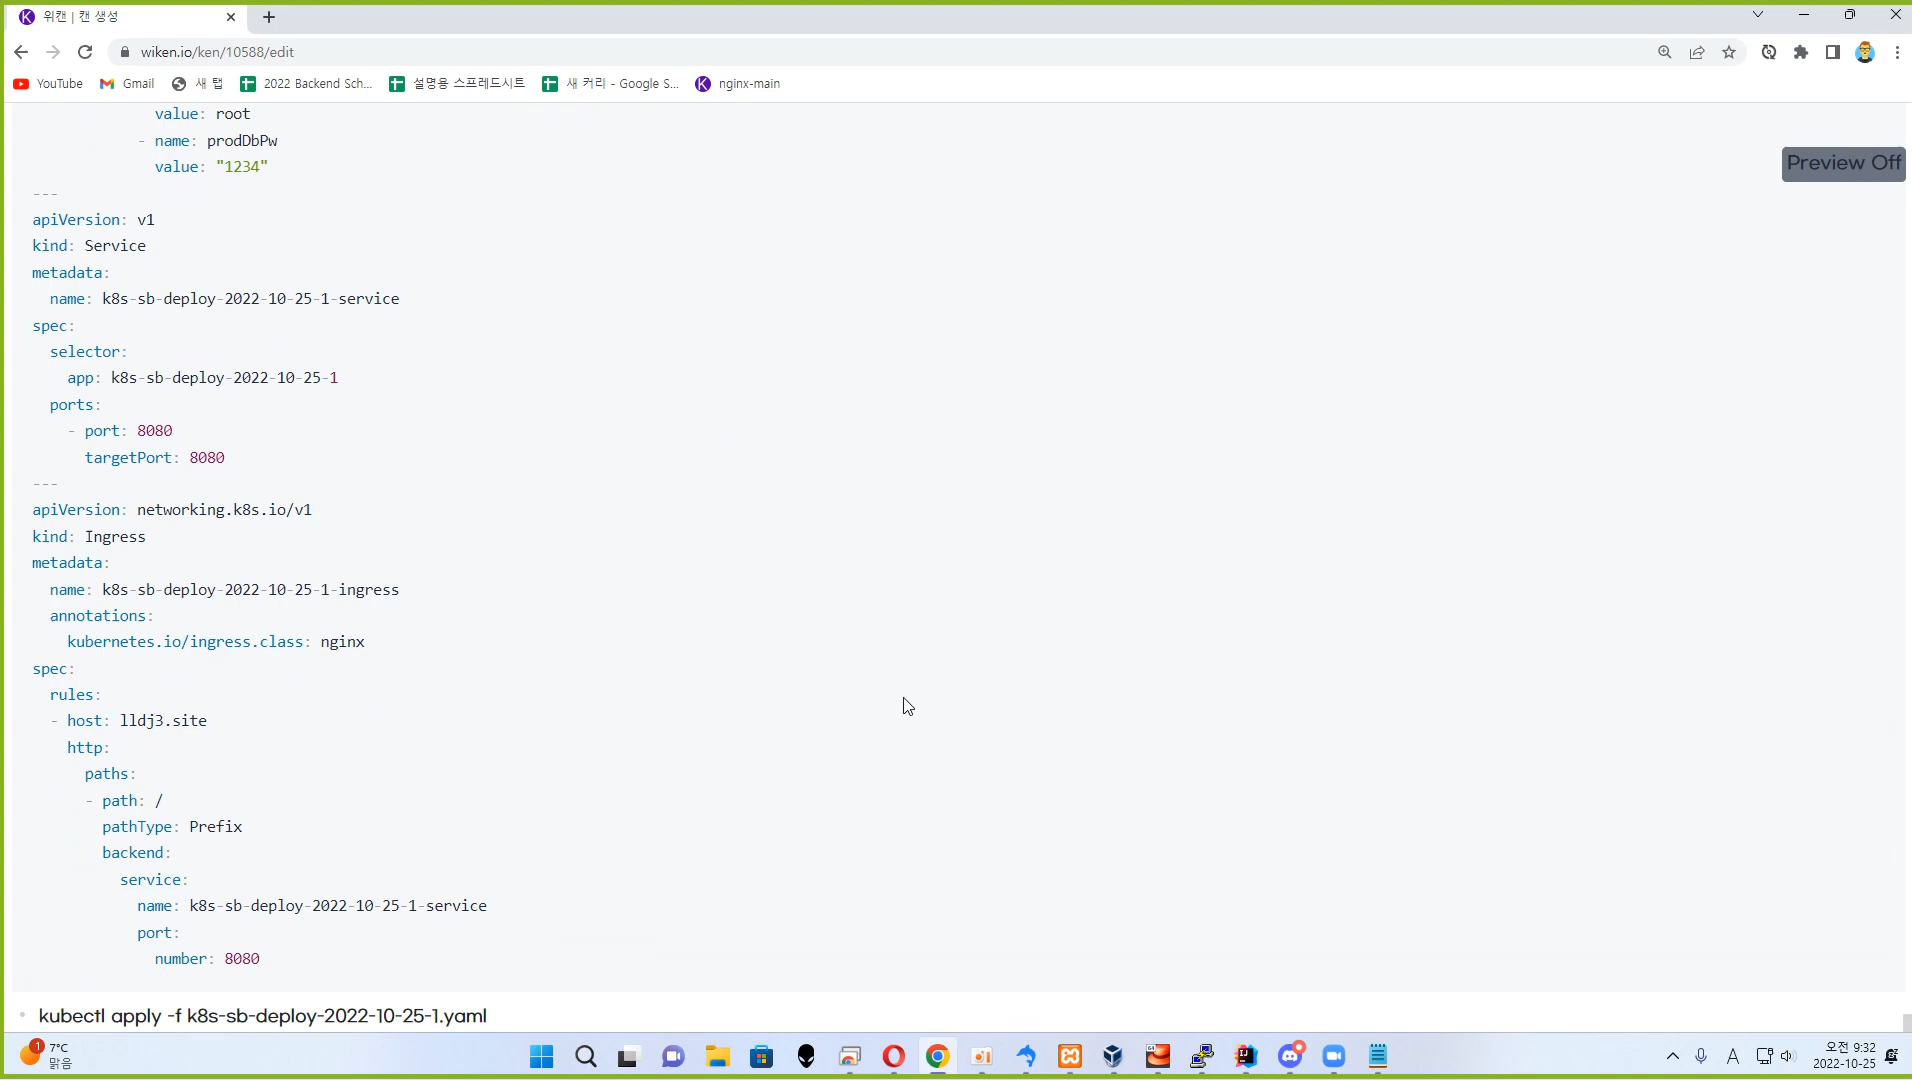 위캔 | 캔 생성
wiken.io/ken/10588/edit
YouTube Gmail 새 탭 2022 Backend Sch... 설명용 스프레드시트 새 커리 - Google S... nginx-main
value: root
- name: prodDbPw
value: "1234"
Preview Off
---
apiVersion: v1
kind: Service
metadata:
name: k8s-sb-deploy-2022-10-25-1-service
spec:
selector:
app: k8s-sb-deploy-2022-10-25-1
ports:
- port: 8080
targetPort: 8080
---
apiVersion: networking.k8s.io/v1
kind: Ingress
metadata:
name: k8s-sb-deploy-2022-10-25-1-ingress
annotations:
kubernetes.io/ingress.class: nginx
spec:
rules:
- host: lldj3.site
http:
paths:
- path: /
pathType: Prefix
backend:
service:
name: k8s-sb-deploy-2022-10-25-1-service
port:
number: 8080
kubectl apply -f k8s-sb-deploy-2022-10-25-1.yaml
1 7°C
맑음
A
오전 9:32
2022-10-25